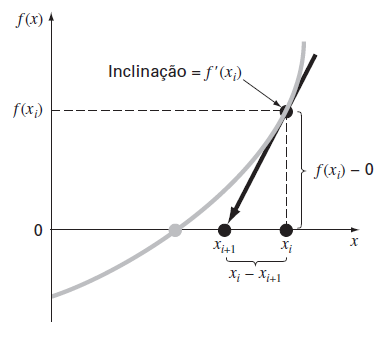 f(x)
Inclinação = f'(xᵢ)
f(xᵢ)
f(xᵢ) – 0
0
xᵢ₊₁
xᵢ
x
xᵢ – xᵢ₊₁